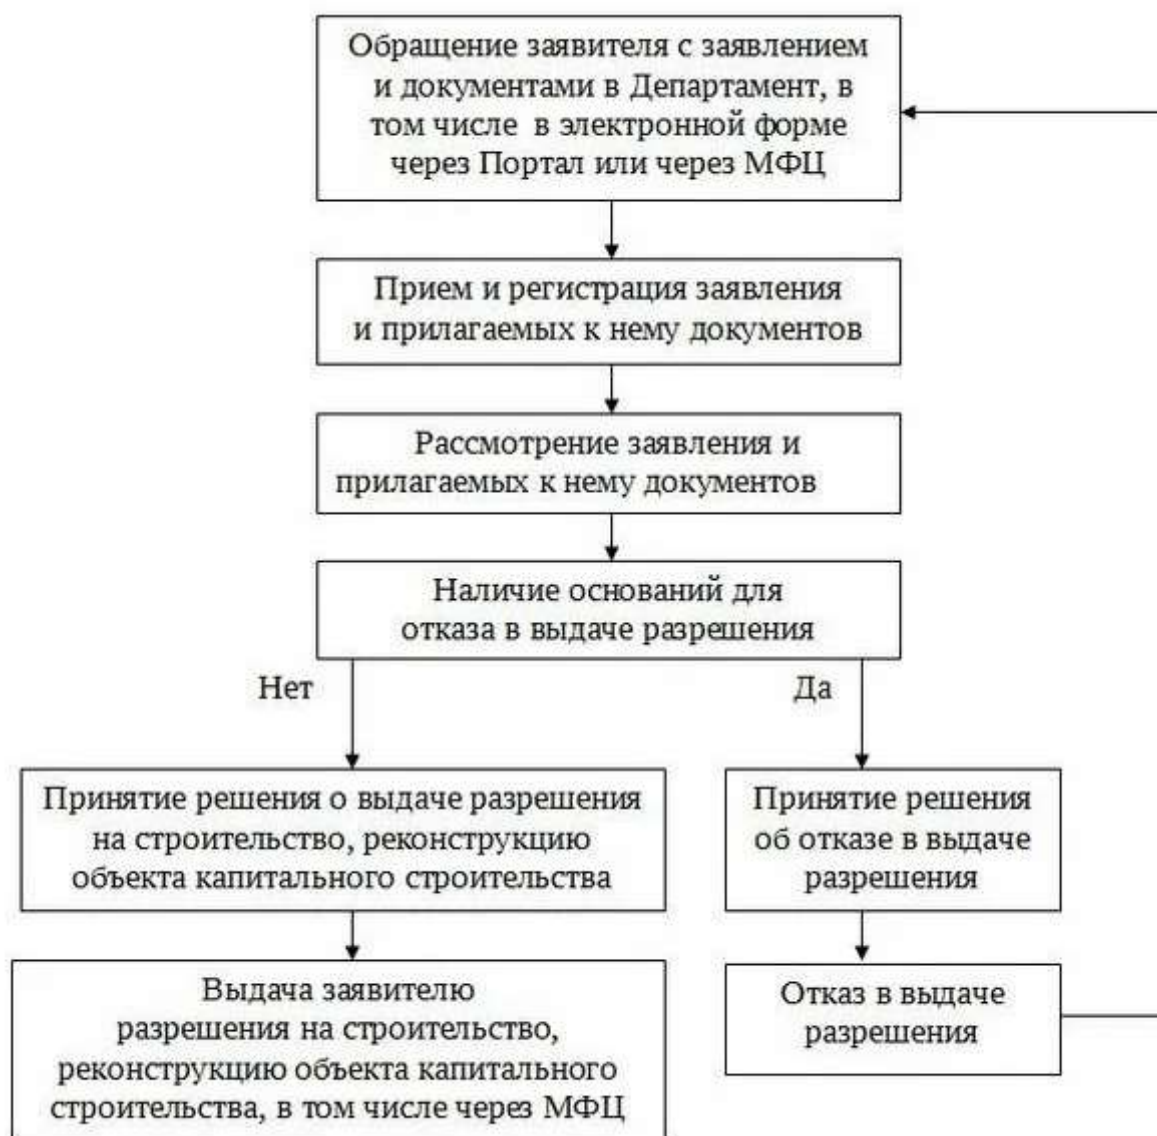 Обращение заявителя с заявлением
и документами в Департамент, в
том числе в электронной форме
через Портал или через МФЦ
Прием и регистрация заявления
и прилагаемых к нему документов
Рассмотрение заявления и
прилагаемых к нему документов
Наличие оснований для
отказа в выдаче разрешения
Нет
Да
Принятие решения о выдаче разрешения
на строительство, реконструкцию
объекта капитального строительства
Принятие решения
об отказе в выдаче
разрешения
Выдача заявителю
разрешения на строительство,
реконструкцию объекта капитального
строительства, в том числе через МФЦ
Отказ в выдаче
разрешения